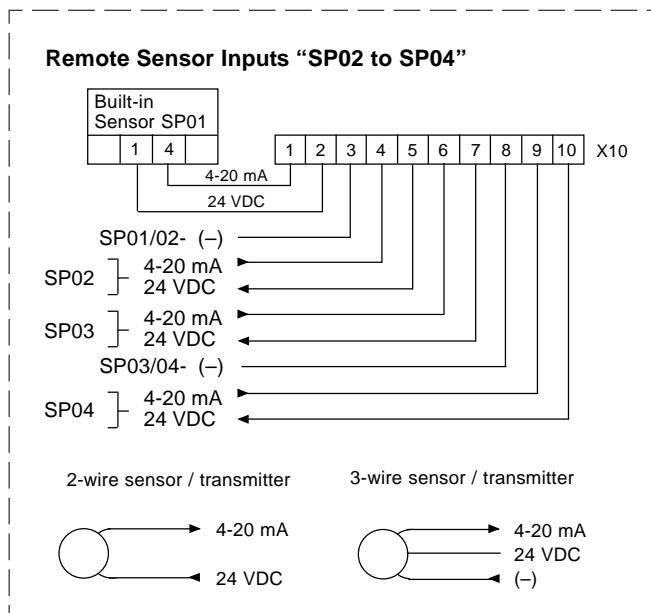 Remote Sensor Inputs “SP02 to SP04”
Built-in
Sensor SP01
1 4
1 2 3 4 5 6 7 8 9 10 X10
4-20 mA
24 VDC
SP01/02- (–)
SP02 4-20 mA
24 VDC
SP03 4-20 mA
24 VDC
SP03/04- (–)
SP04 4-20 mA
24 VDC
2-wire sensor / transmitter
4-20 mA
24 VDC
3-wire sensor / transmitter
4-20 mA
24 VDC
(–)